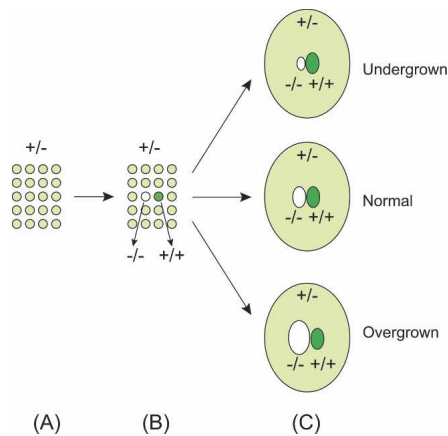 +/-
-/- +/+
Undergrown
+/-
+/-
+/-
-/- +/+
Normal
-/-
+/+
+/-
-/- +/+
Overgrown
(A)
(B)
(C)